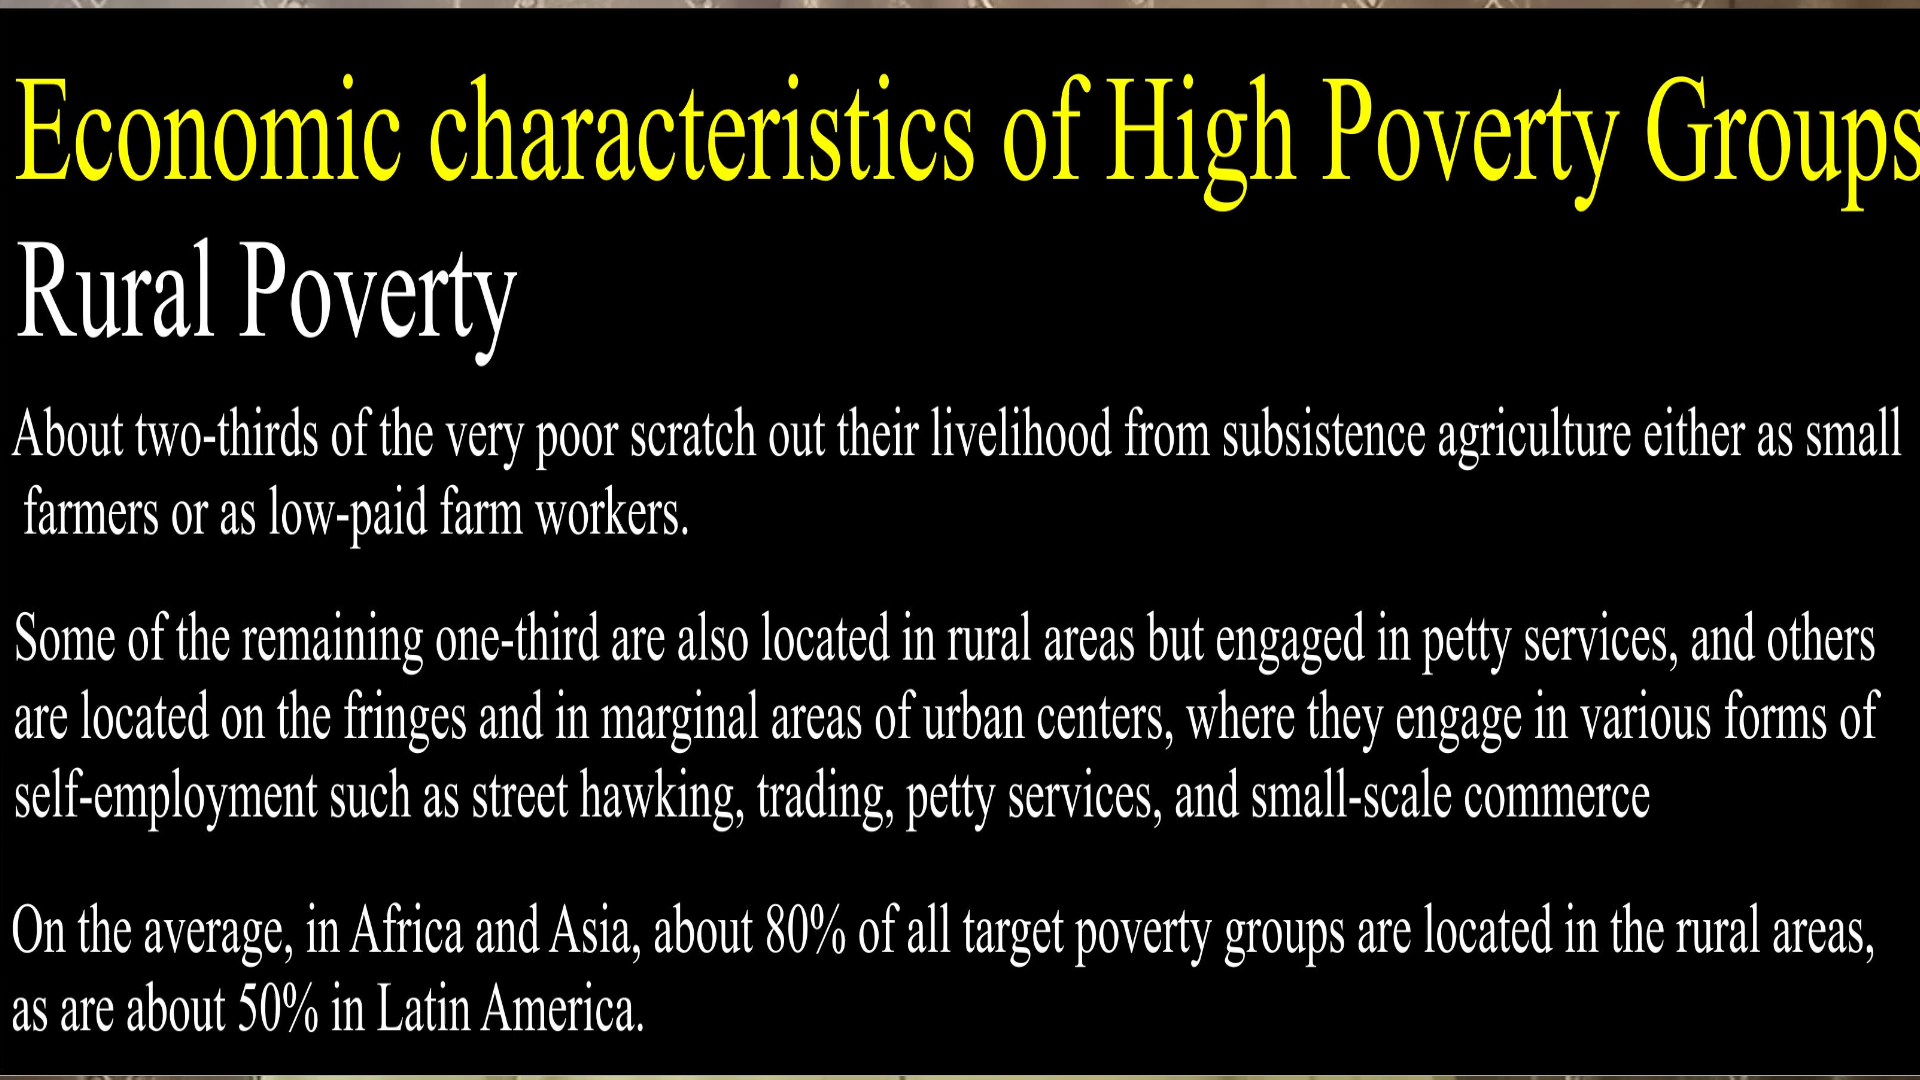 Economic characteristics of High Poverty Groups
Rural Poverty
About two-thirds of the very poor scratch out their livelihood from subsistence agriculture either as small
farmers or as low-paid farm workers.
Some of the remaining one-third are also located in rural areas but engaged in petty services, and others
are located on the fringes and in marginal areas of urban centers, where they engage in various forms of
self-employment such as street hawking, trading, petty services, and small-scale commerce
On the average, in Africa and Asia, about 80% of all target poverty groups are located in the rural areas,
as are about 50% in Latin America.